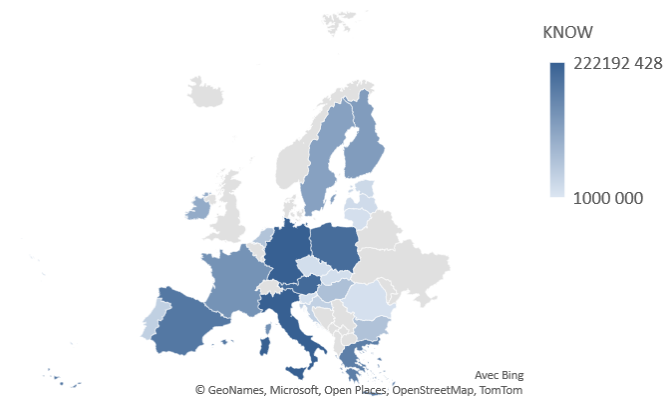 KNOW
222192 428
1000 000
Avec Bing
© GeoNames, Microsoft, Open Places, OpenStreetMap, TomTom